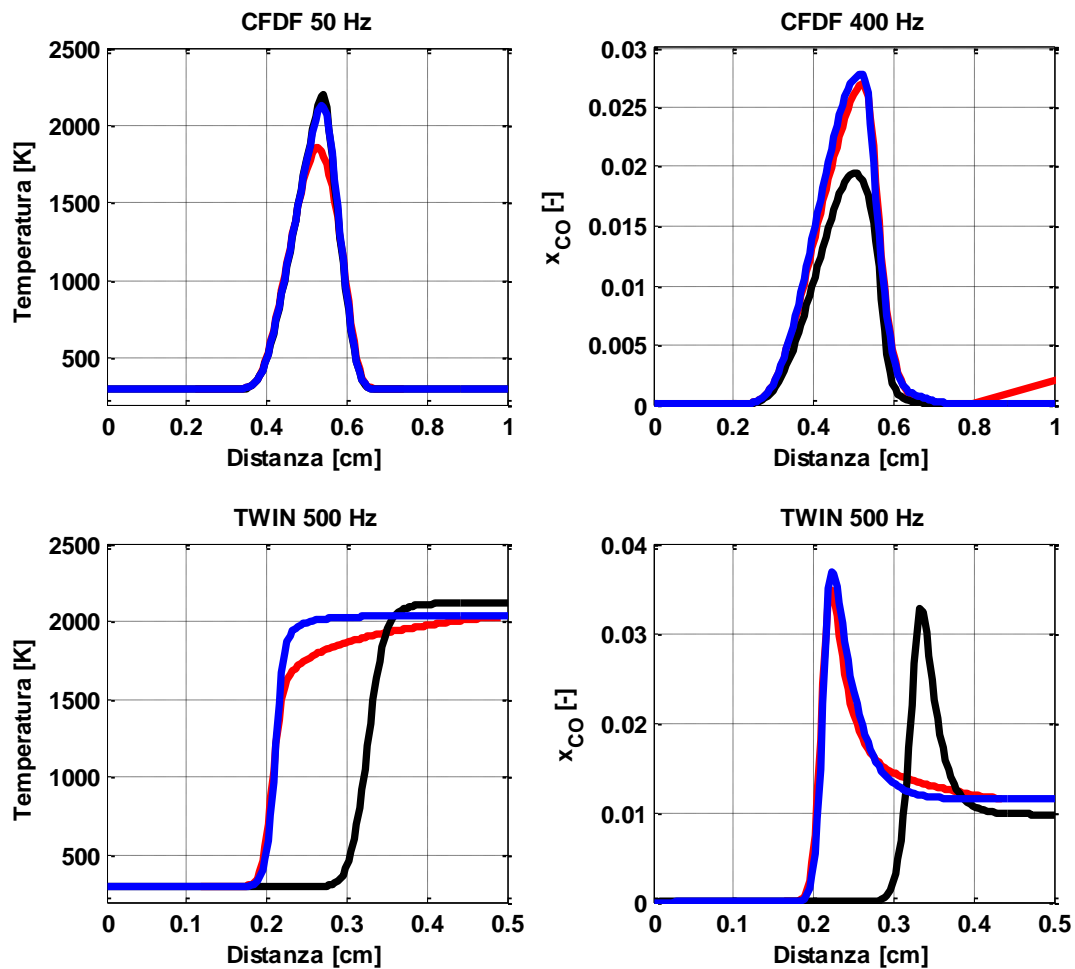 CFDF 50 Hz
2500
2000
1500
1000
500
Temperatura [K]
0 0.2 0.4 0.6 0.8 1
Distanza [cm]
CFDF 400 Hz
0.03
0.025
0.02
0.015
0.01
0.005
0
x_CO [-]
0 0.2 0.4 0.6 0.8 1
Distanza [cm]
TWIN 500 Hz
2500
2000
1500
1000
500
Temperatura [K]
0 0.1 0.2 0.3 0.4 0.5
Distanza [cm]
TWIN 500 Hz
0.04
0.03
0.02
0.01
0
x_CO [-]
0 0.1 0.2 0.3 0.4 0.5
Distanza [cm]